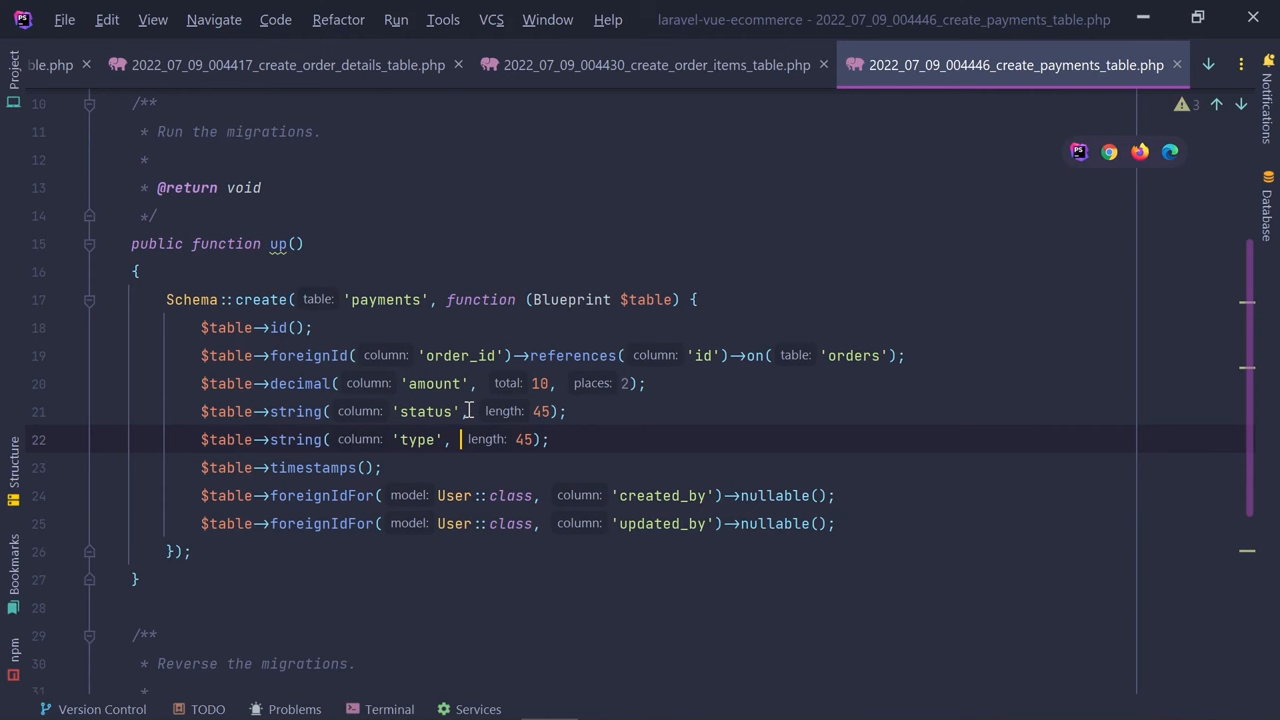 File Edit View Navigate Code Refactor Run Tools VCS Window Help laravel-vue-ecommerce - 2022_07_09_004446_create_payments_table.php
ble.php 2022_07_09_004417_create_order_details_table.php 2022_07_09_004430_create_order_items_table.php 2022_07_09_004446_create_payments_table.php
Project
Structure
Bookmarks
npm
Notifications
Database
3
10 /**
11 * Run the migrations.
12 *
13 * @return void
14 */
15 public function up()
16 {
17 Schema::create( table: 'payments', function (Blueprint $table) {
18 $table->id();
19 $table->foreignId( column: 'order_id')->references( column: 'id')->on( table: 'orders');
20 $table->decimal( column: 'amount', total: 10, places: 2);
21 $table->string( column: 'status', length: 45);
22 $table->string( column: 'type', length: 45);
23 $table->timestamps();
24 $table->foreignIdFor( model: User::class, column: 'created_by')->nullable();
25 $table->foreignIdFor( model: User::class, column: 'updated_by')->nullable();
26 });
27 }
28
29 /**
30 * Reverse the migrations.
31 *
Version Control TODO Problems Terminal Services